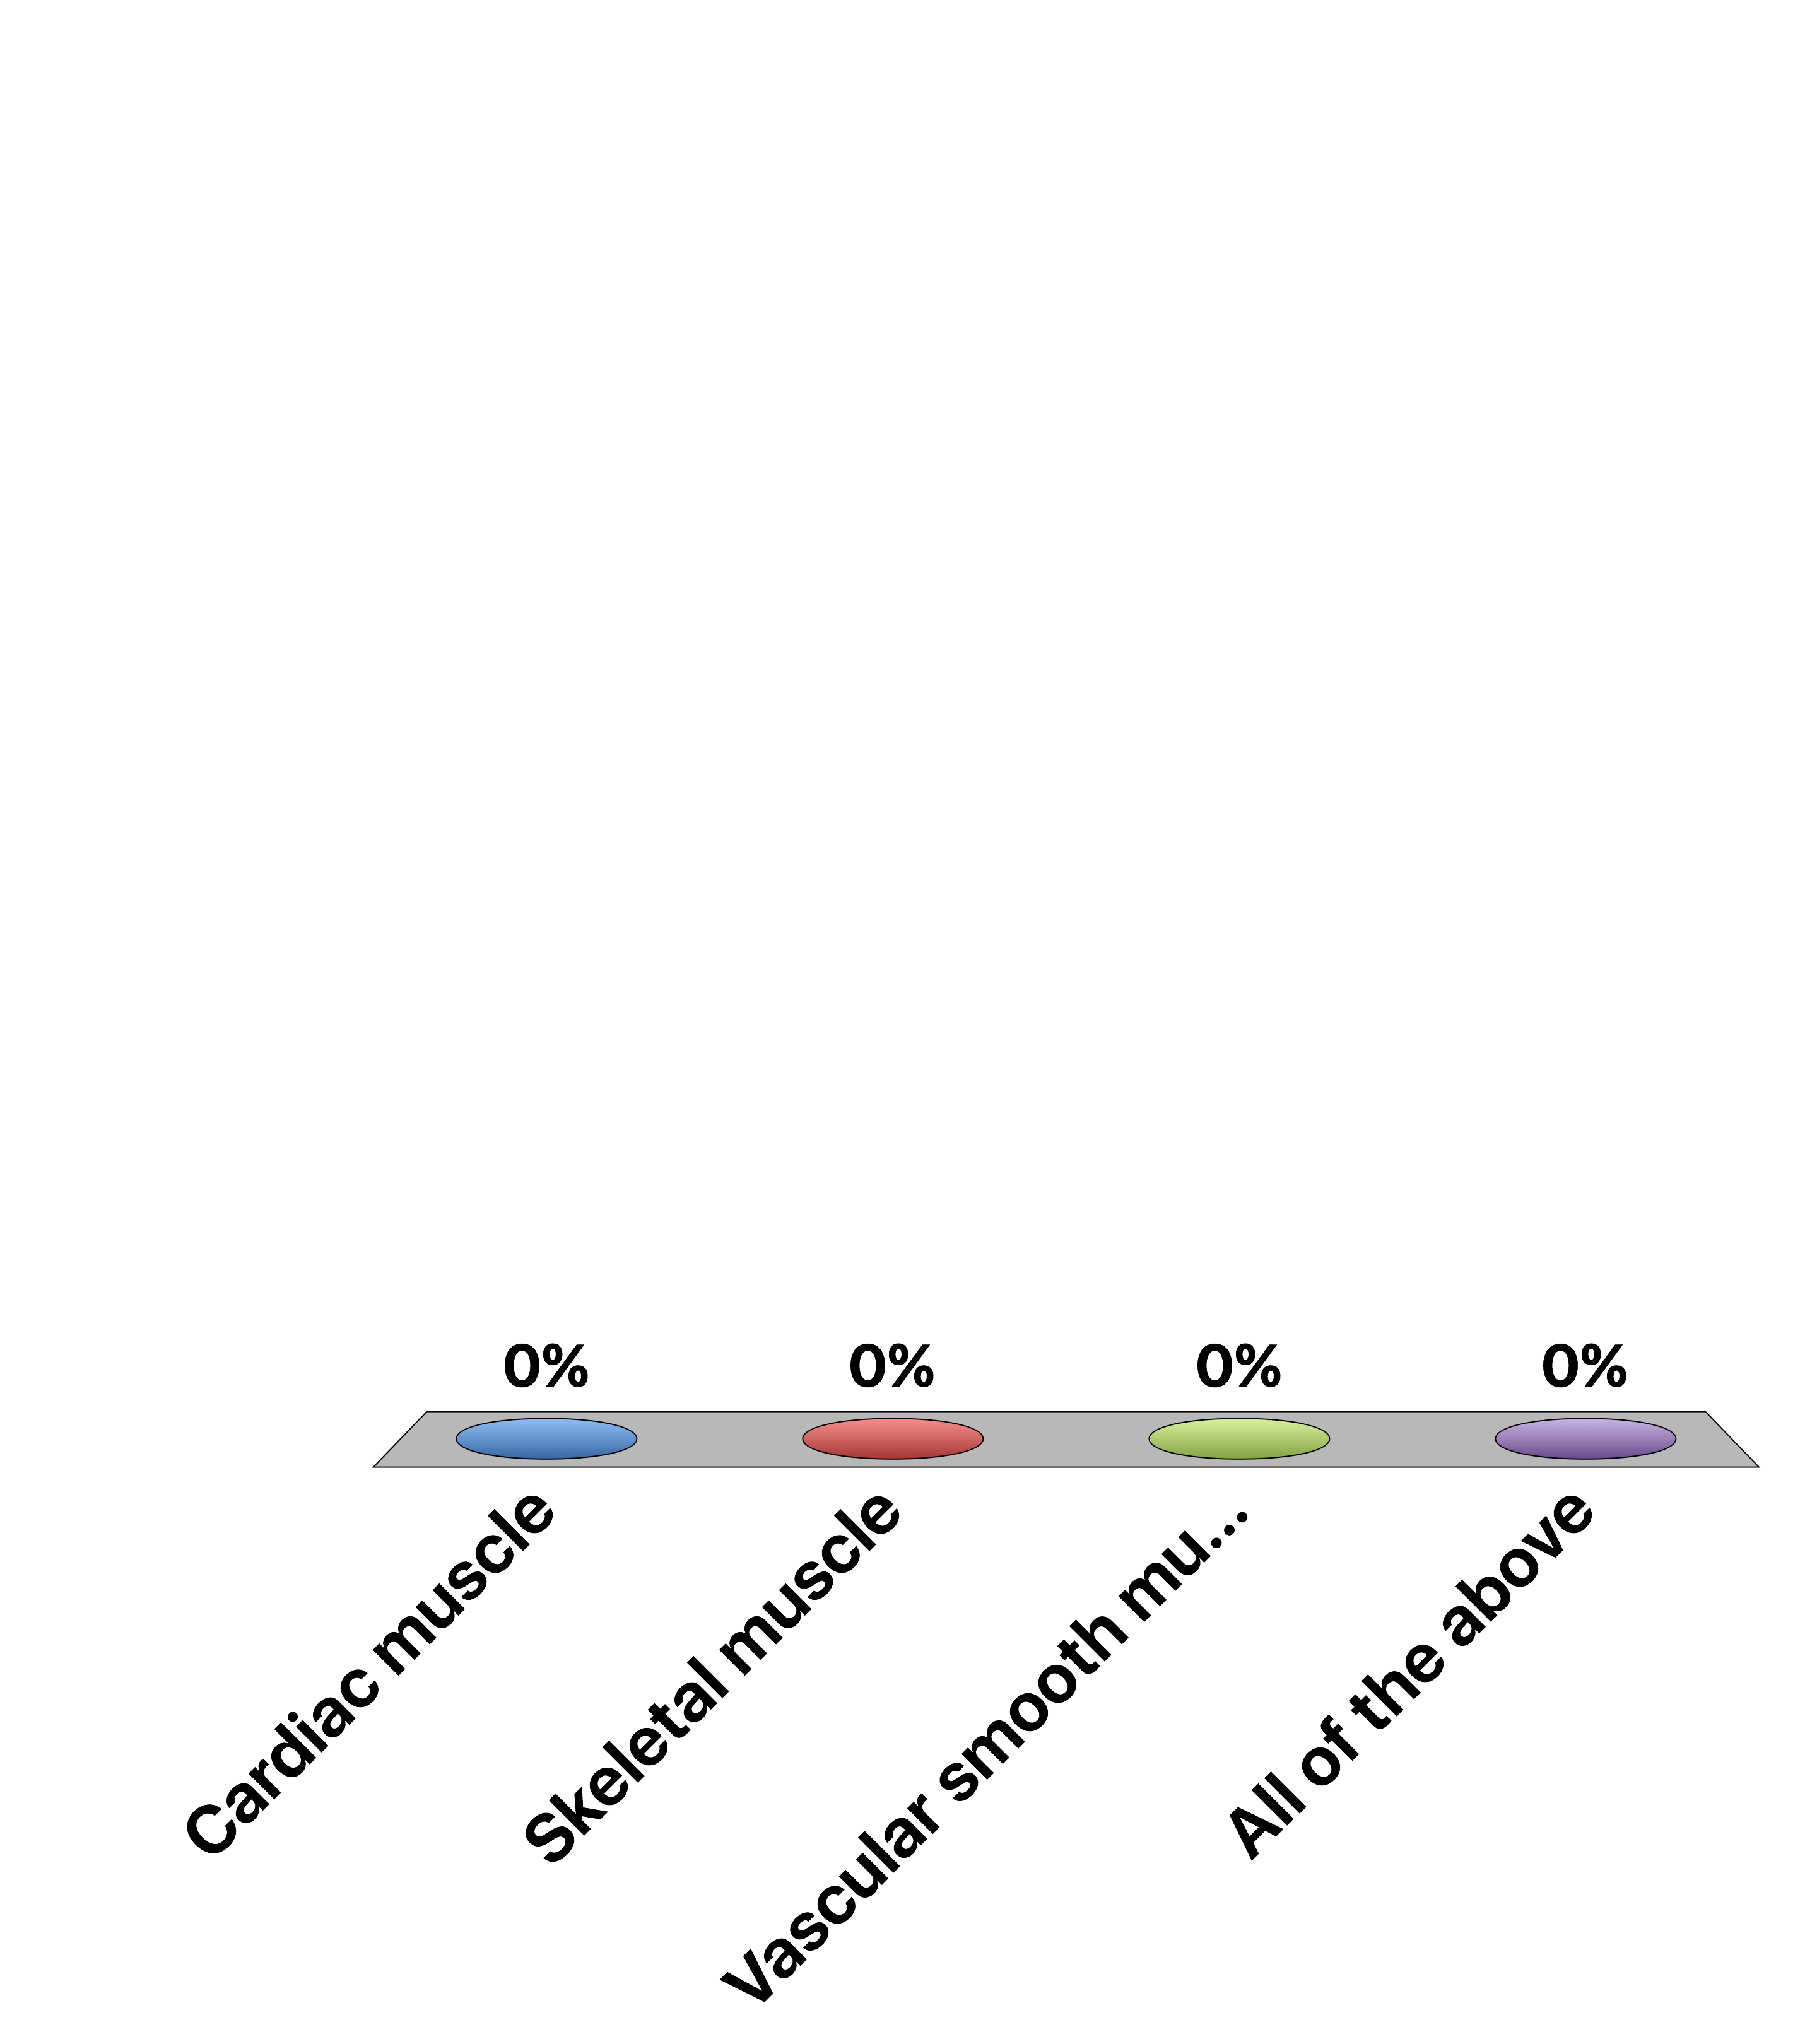 0% 0% 0% 0%
Cardiac muscle
Skeletal muscle
Vascular smooth mu...
All of the above